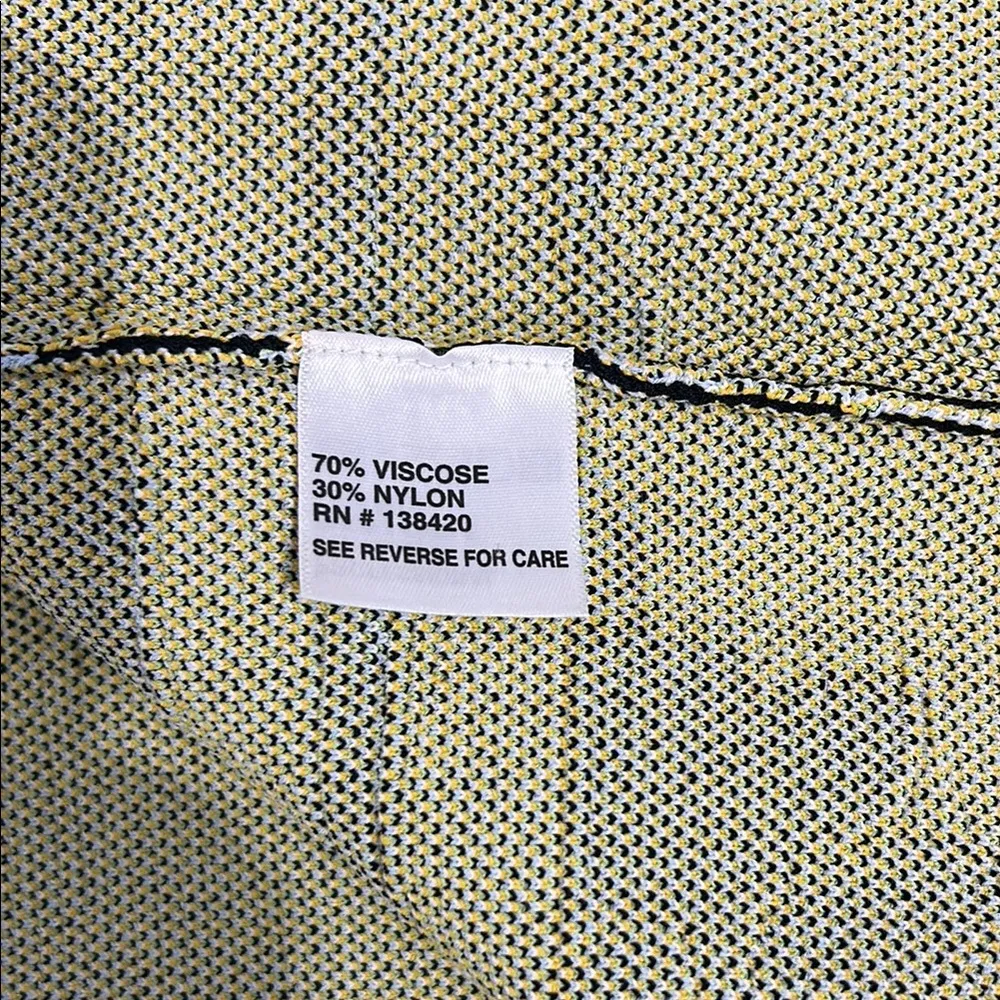 70% VISCOSE
30% NYLON
RN # 138420
SEE REVERSE FOR CARE